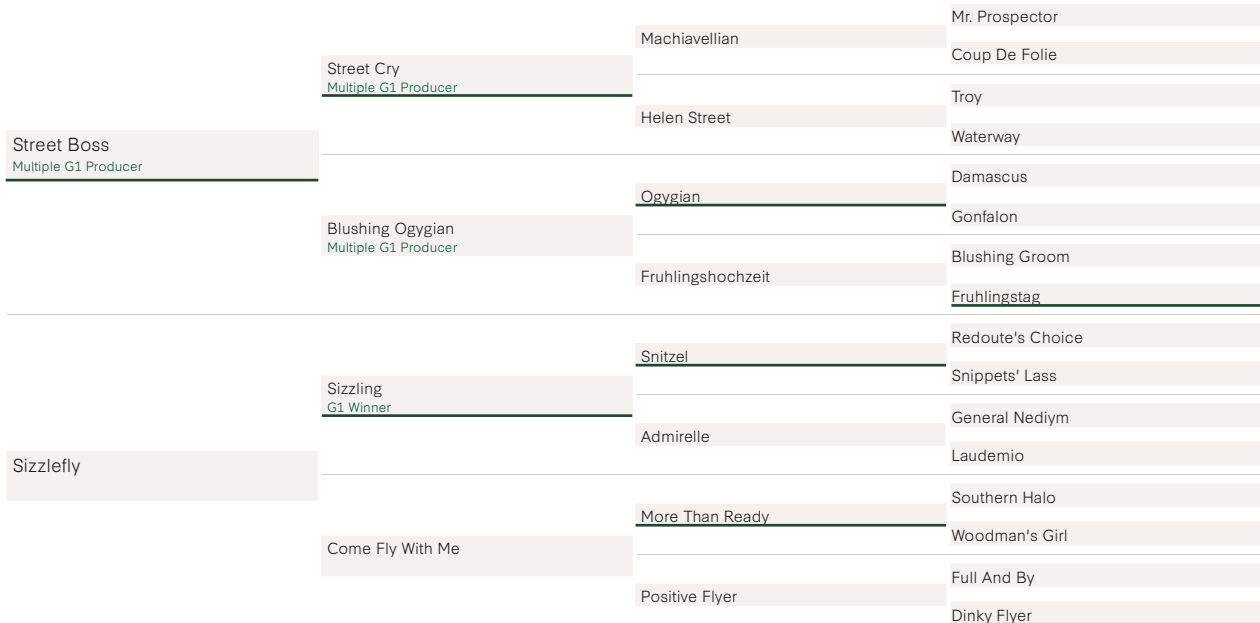 Street Boss
Multiple G1 Producer
Sizzlefly
Street Cry
Multiple G1 Producer
Blushing Ogygian
Multiple G1 Producer
Sizzling
G1 Winner
Come Fly With Me
Machiavellian
Helen Street
Ogygian
Fruhlingshochzeit
Snitzel
Admirelle
More Than Ready
Positive Flyer
Mr. Prospector
Coup De Folie
Troy
Waterway
Damascus
Gonfalon
Blushing Groom
Fruhlingstag
Redoute's Choice
Snippets' Lass
General Nediym
Laudemio
Southern Halo
Woodman's Girl
Full And By
Dinky Flyer